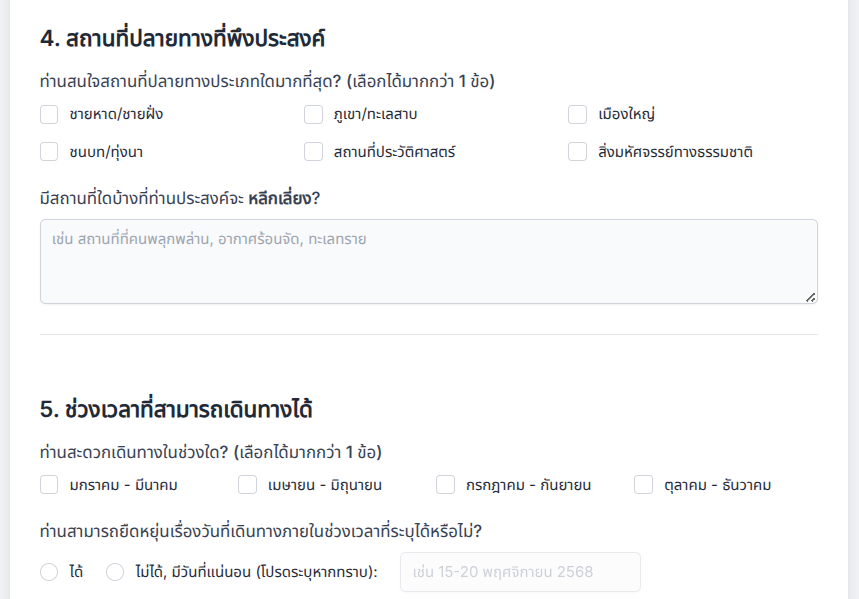 4. สถานที่ปลายทางที่พึงประสงค์
ท่านสนใจสถานที่ปลายทางประเภทใดมากที่สุด? (เลือกได้มากกว่า 1 ข้อ)
ชายหาด/ชายฝั่ง ภูเขา/ทะเลสาบ เมืองใหญ่
ชนบท/ทุ่งนา สถานที่ประวัติศาสตร์ สิ่งมหัศจรรย์ทางธรรมชาติ
มีสถานที่ใดบ้างที่ท่านประสงค์จะ หลีกเลี่ยง?
เช่น สถานที่ที่คนพลุกพล่าน, อากาศร้อนจัด, ทะเลทราย
5. ช่วงเวลาที่สามารถเดินทางได้
ท่านสะดวกเดินทางในช่วงใด? (เลือกได้มากกว่า 1 ข้อ)
มกราคม - มีนาคม เมษายน - มิถุนายน กรกฎาคม - กันยายน ตุลาคม - ธันวาคม
ท่านสามารถยืดหยุ่นเรื่องวันที่เดินทางภายในช่วงเวลาที่ระบุได้หรือไม่?
ได้ ไม่ได้, มีวันที่แน่นอน (โปรดระบุหากทราบ): เช่น 15-20 พฤศจิกายน 2568